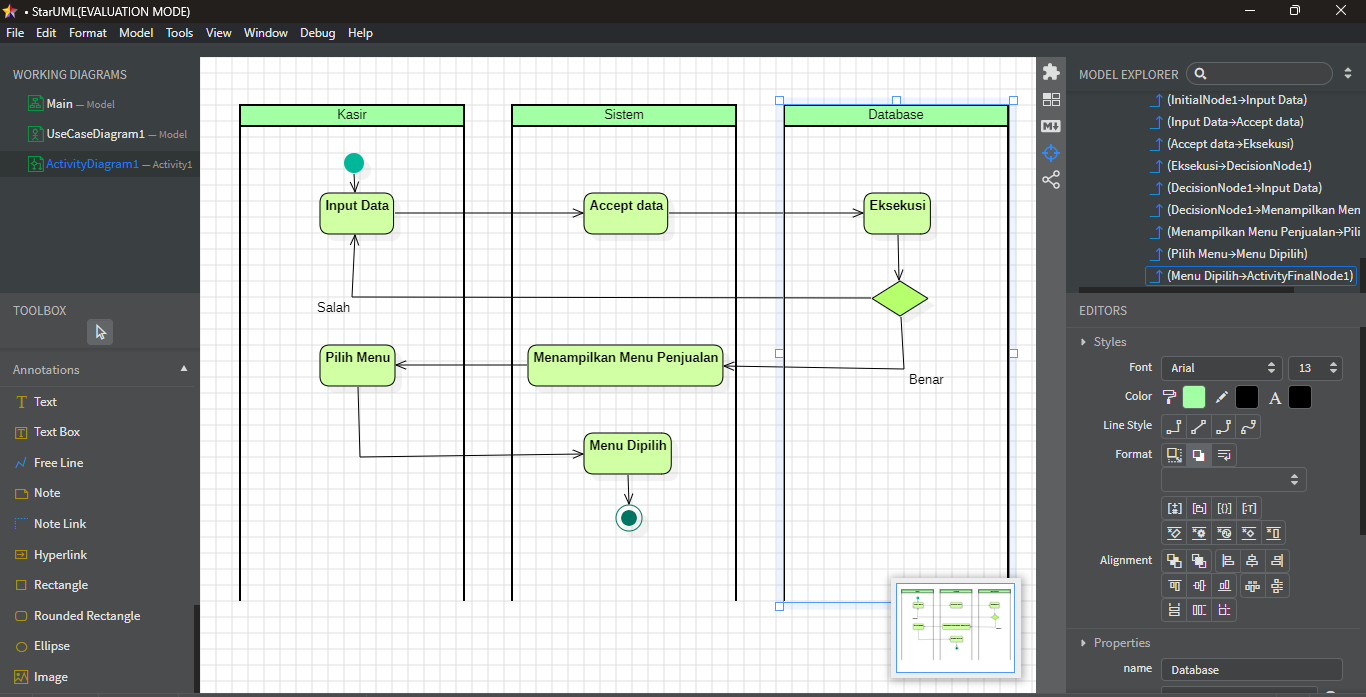 • StarUML(EVALUATION MODE)
File Edit Format Model Tools View Window Debug Help
WORKING DIAGRAMS
Main — Model
UseCaseDiagram1 — Model
ActivityDiagram1 — Activity1
TOOLBOX
Annotations
Text
Text Box
Free Line
Note
Note Link
Hyperlink
Rectangle
Rounded Rectangle
Ellipse
Image
Kasir
Sistem
Database
Input Data
Accept data
Eksekusi
Salah
Pilih Menu
Menampilkan Menu Penjualan
Benar
Menu Dipilih
MODEL EXPLORER
(InitialNode1→Input Data)
(Input Data→Accept data)
(Accept data→Eksekusi)
(Eksekusi→DecisionNode1)
(DecisionNode1→Input Data)
(DecisionNode1→Menampilkan Men
(Menampilkan Menu Penjualan→Pili
(Pilih Menu→Menu Dipilih)
(Menu Dipilih→ActivityFinalNode1)
EDITORS
Styles
Font Arial 13
Color A
Line Style
Format
Alignment
Properties
name Database